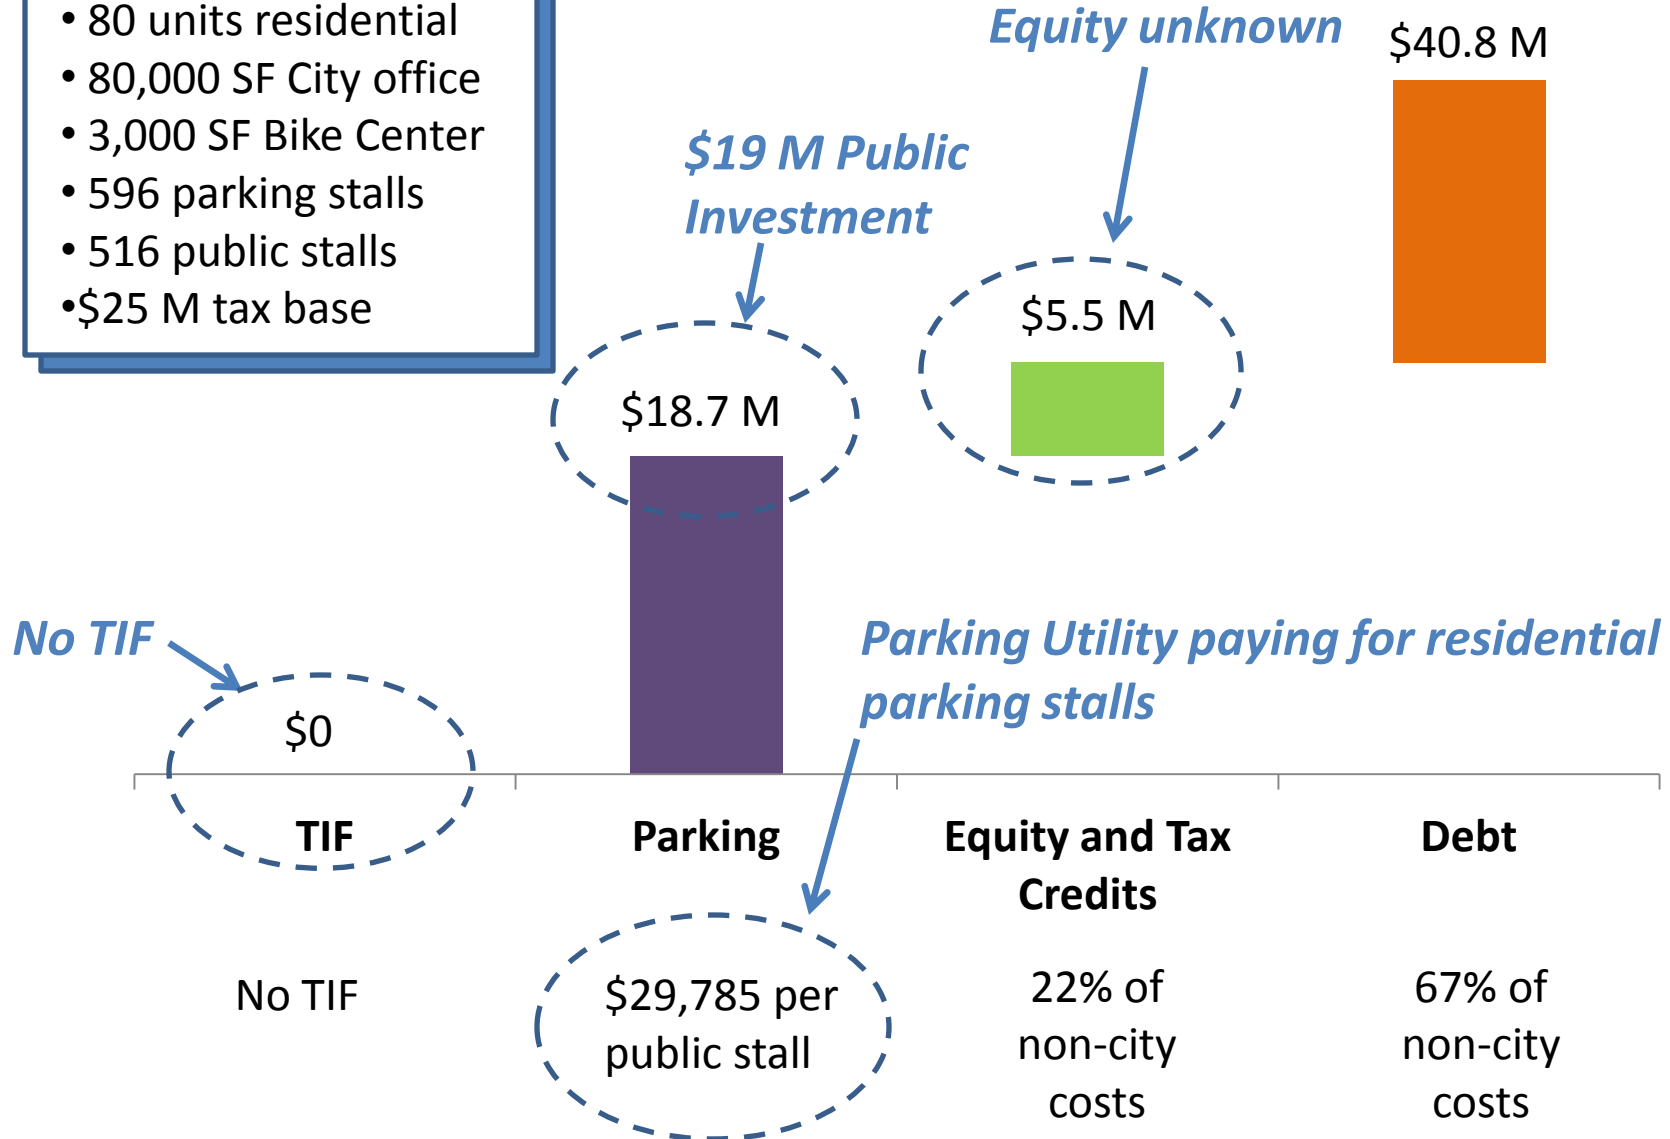 • 80 units residential
• 80,000 SF City office
• 3,000 SF Bike Center
• 596 parking stalls
• 516 public stalls
•$25 M tax base
Equity unknown
$40.8 M
$19 M Public
Investment
$5.5 M
$18.7 M
No TIF
Parking Utility paying for residential
parking stalls
$0
TIF
Parking
Equity and Tax
Credits
Debt
No TIF
$29,785 per
public stall
22% of
non-city
costs
67% of
non-city
costs